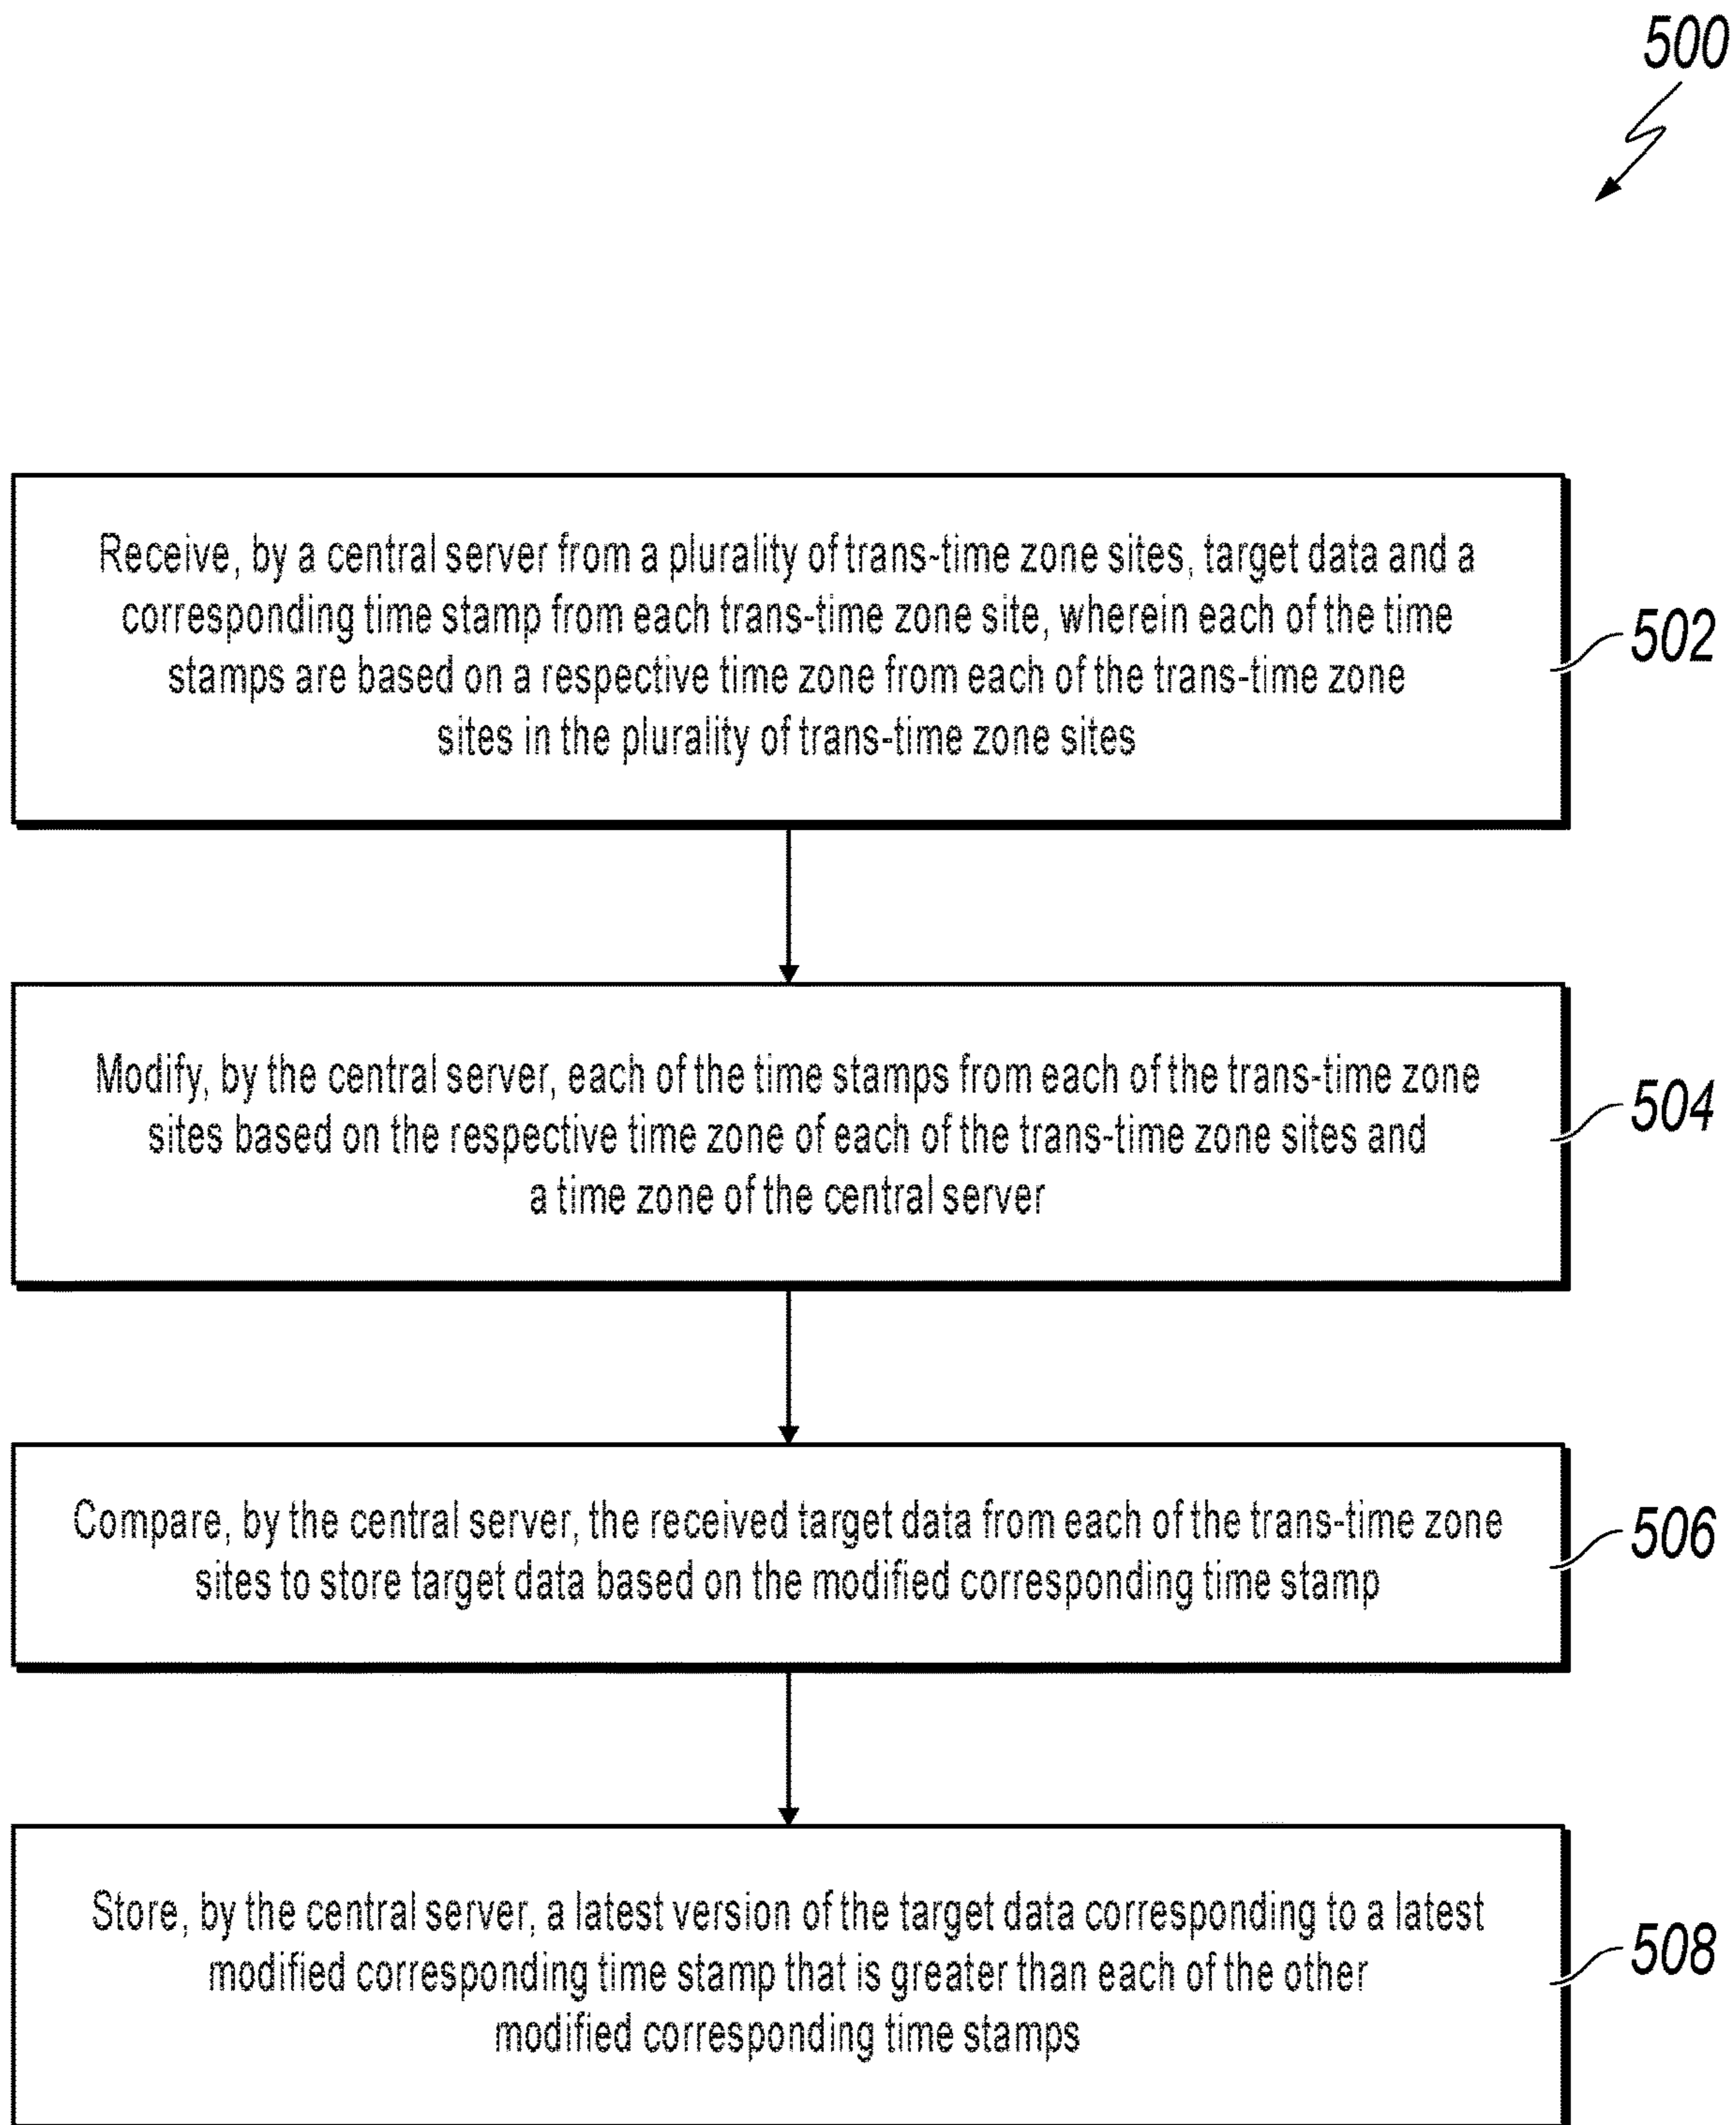 500
Receive, by a central server from a plurality of trans-time zone sites, target data and a
corresponding time stamp from each trans-time zone site, wherein each of the time
stamps are based on a respective time zone from each of the trans-time zone
sites in the plurality of trans-time zone sites
502
Modify, by the central server, each of the time stamps from each of the trans-time zone
sites based on the respective time zone of each of the trans-time zone sites and
a time zone of the central server
504
Compare, by the central server, the received target data from each of the trans-time zone
sites to store target data based on the modified corresponding time stamp
506
Store, by the central server, a latest version of the target data corresponding to a latest
modified corresponding time stamp that is greater than each of the other
modified corresponding time stamps
508